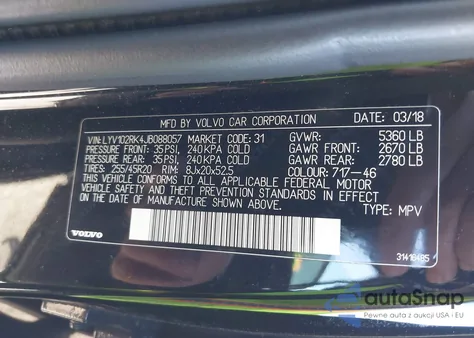 MFD BY VOLVO CAR CORPORATION DATE: 03/18
VIN:LYV102RK4JB088057 MARKET CODE: 31 GVWR: 5360 LB
PRESSURE FRONT: 35PSI, 240KPA COLD GAWR FRONT: 2670 LB
PRESSURE REAR: 35PSI, 240KPA COLD GAWR REAR: 2780 LB
TIRES: 255/45R20 RIM: 8Jx20x52,5 COLOUR: 717-46
THIS VEHICLE CONFORMS TO ALL APPLICABLE FEDERAL MOTOR
VEHICLE SAFETY, BUMPER, AND THEFT PREVENTION STANDARDS IN EFFECT
ON THE DATE OF MANUFACTURE SHOWN ABOVE.
TYPE: MPV
VOLVO
31416485
autoSnap
Pewne auta z aukcji USA - EU